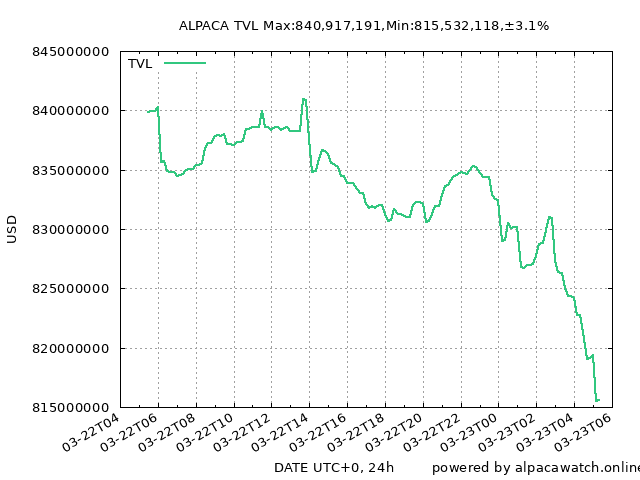 ALPACA TVL Max:840,917,191,Min:815,532,118,±3.1%
845000000
TVL
840000000
835000000
830000000
USD
825000000
820000000
815000000
03-22T04
03-22T06
03-22T08
03-22T10
03-22T12
03-22T14
03-22T16
03-22T18
03-22T20
03-22T22
03-23T00
03-23T02
03-23T04
03-23T06
DATE UTC+0, 24h
powered by alpacawatch.online